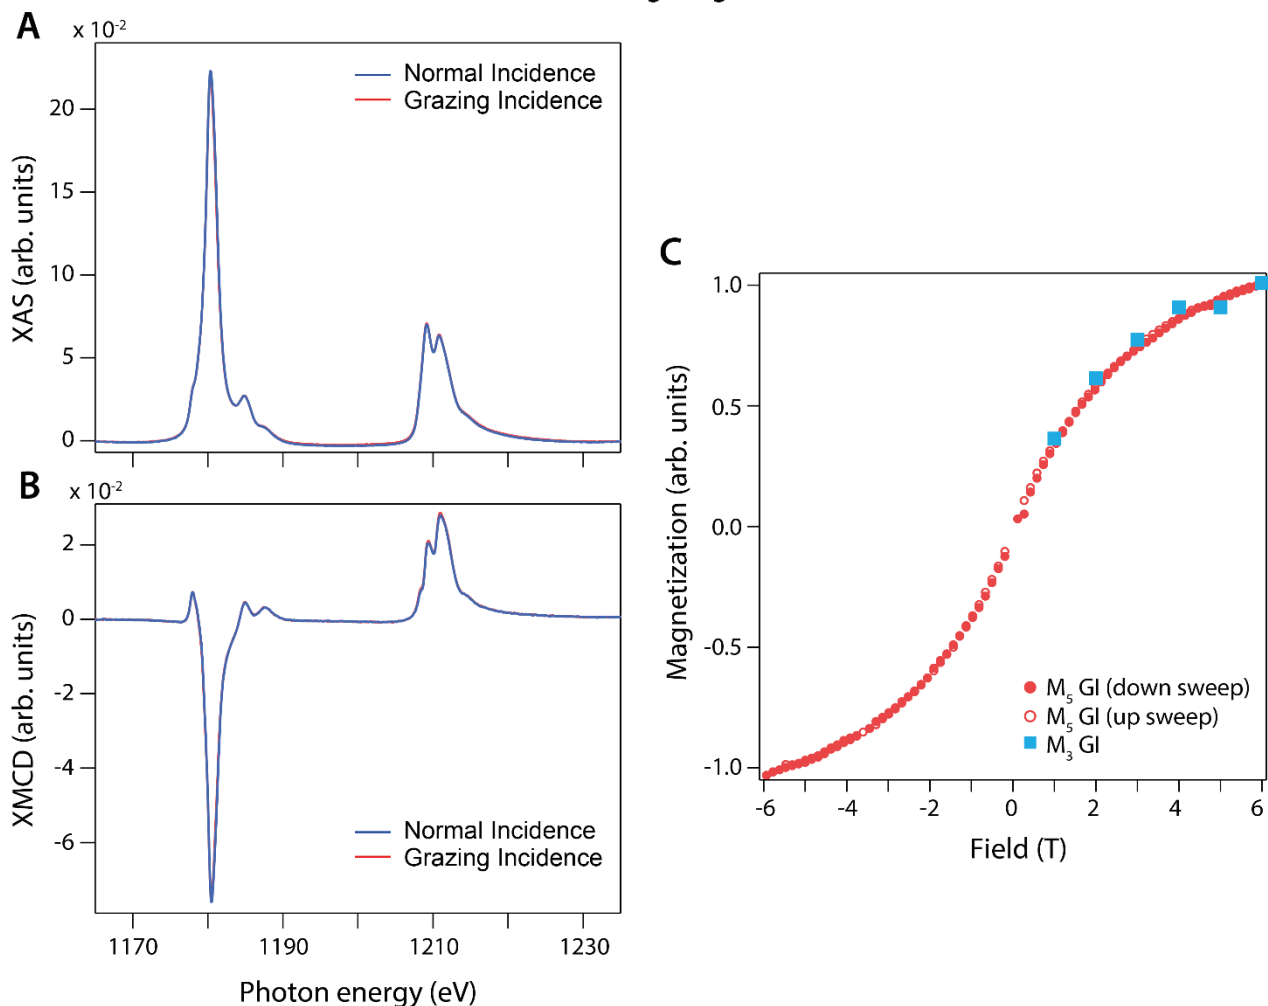 A
x 10-2
XAS (arb. units)
20
15
10
5
0
Normal Incidence
Grazing Incidence
B
x 10-2
XMCD (arb. units)
2
0
-2
-4
-6
Normal Incidence
Grazing Incidence
1170 1190 1210 1230
Photon energy (eV)
C
Magnetization (arb. units)
1.0
0.5
0.0
-0.5
-1.0
M5 GI (down sweep)
M5 GI (up sweep)
M3 GI
-6 -4 -2 0 2 4 6
Field (T)